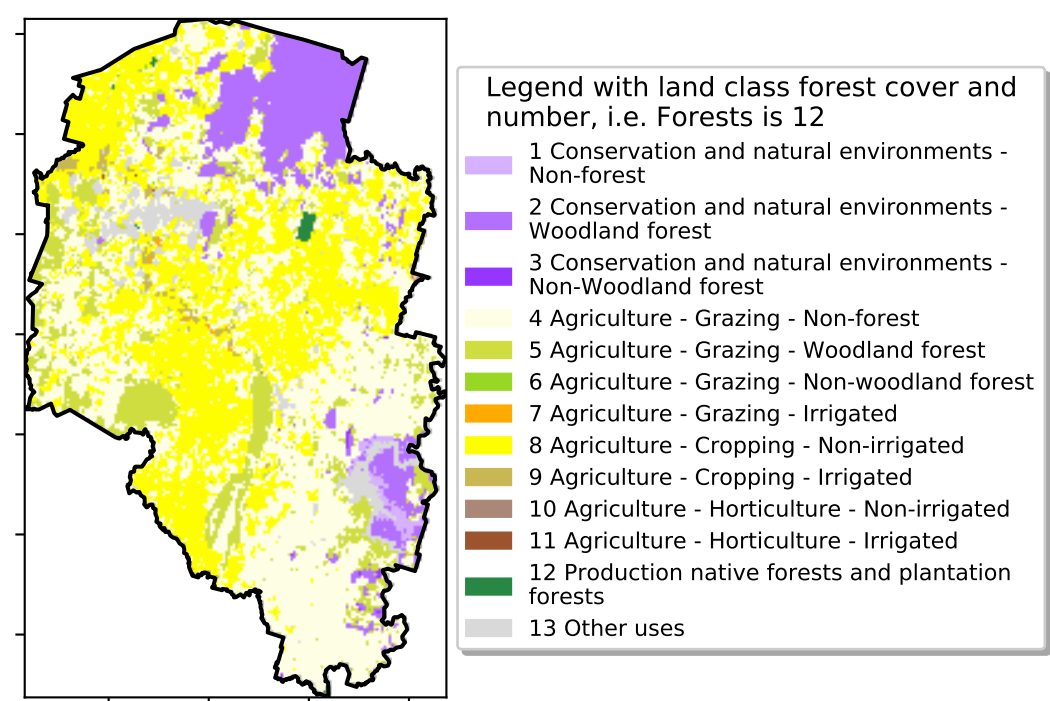 Legend with land class forest cover and
number, i.e. Forests is 12
1 Conservation and natural environments -
Non-forest
2 Conservation and natural environments -
Woodland forest
3 Conservation and natural environments -
Non-Woodland forest
4 Agriculture - Grazing - Non-forest
5 Agriculture - Grazing - Woodland forest
6 Agriculture - Grazing - Non-woodland forest
7 Agriculture - Grazing - Irrigated
8 Agriculture - Cropping - Non-irrigated
9 Agriculture - Cropping - Irrigated
10 Agriculture - Horticulture - Non-irrigated
11 Agriculture - Horticulture - Irrigated
12 Production native forests and plantation
forests
13 Other uses